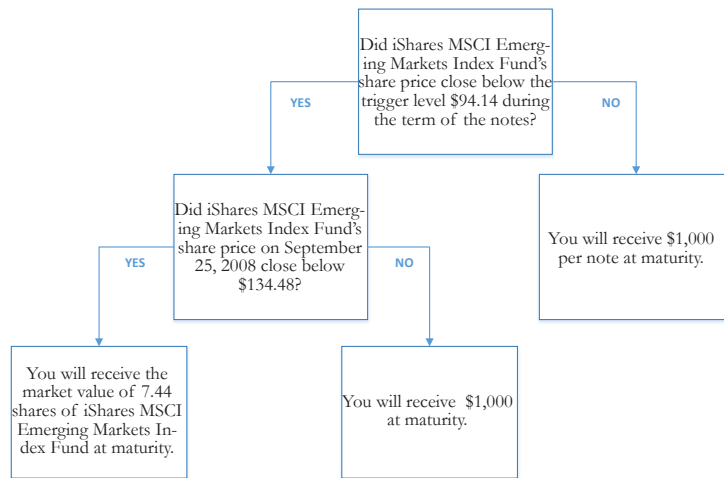 Did iShares MSCI Emerg-
ing Markets Index Fund's
share price close below the
trigger level $94.14 during
the term of the notes?
YES
NO
Did iShares MSCI Emerg-
ing Markets Index Fund's
share price on September
25, 2008 close below
$134.48?
You will receive $1,000
per note at maturity.
YES
NO
You will receive the
market value of 7.44
shares of iShares MSCI
Emerging Markets In-
dex Fund at maturity.
You will receive $1,000
at maturity.